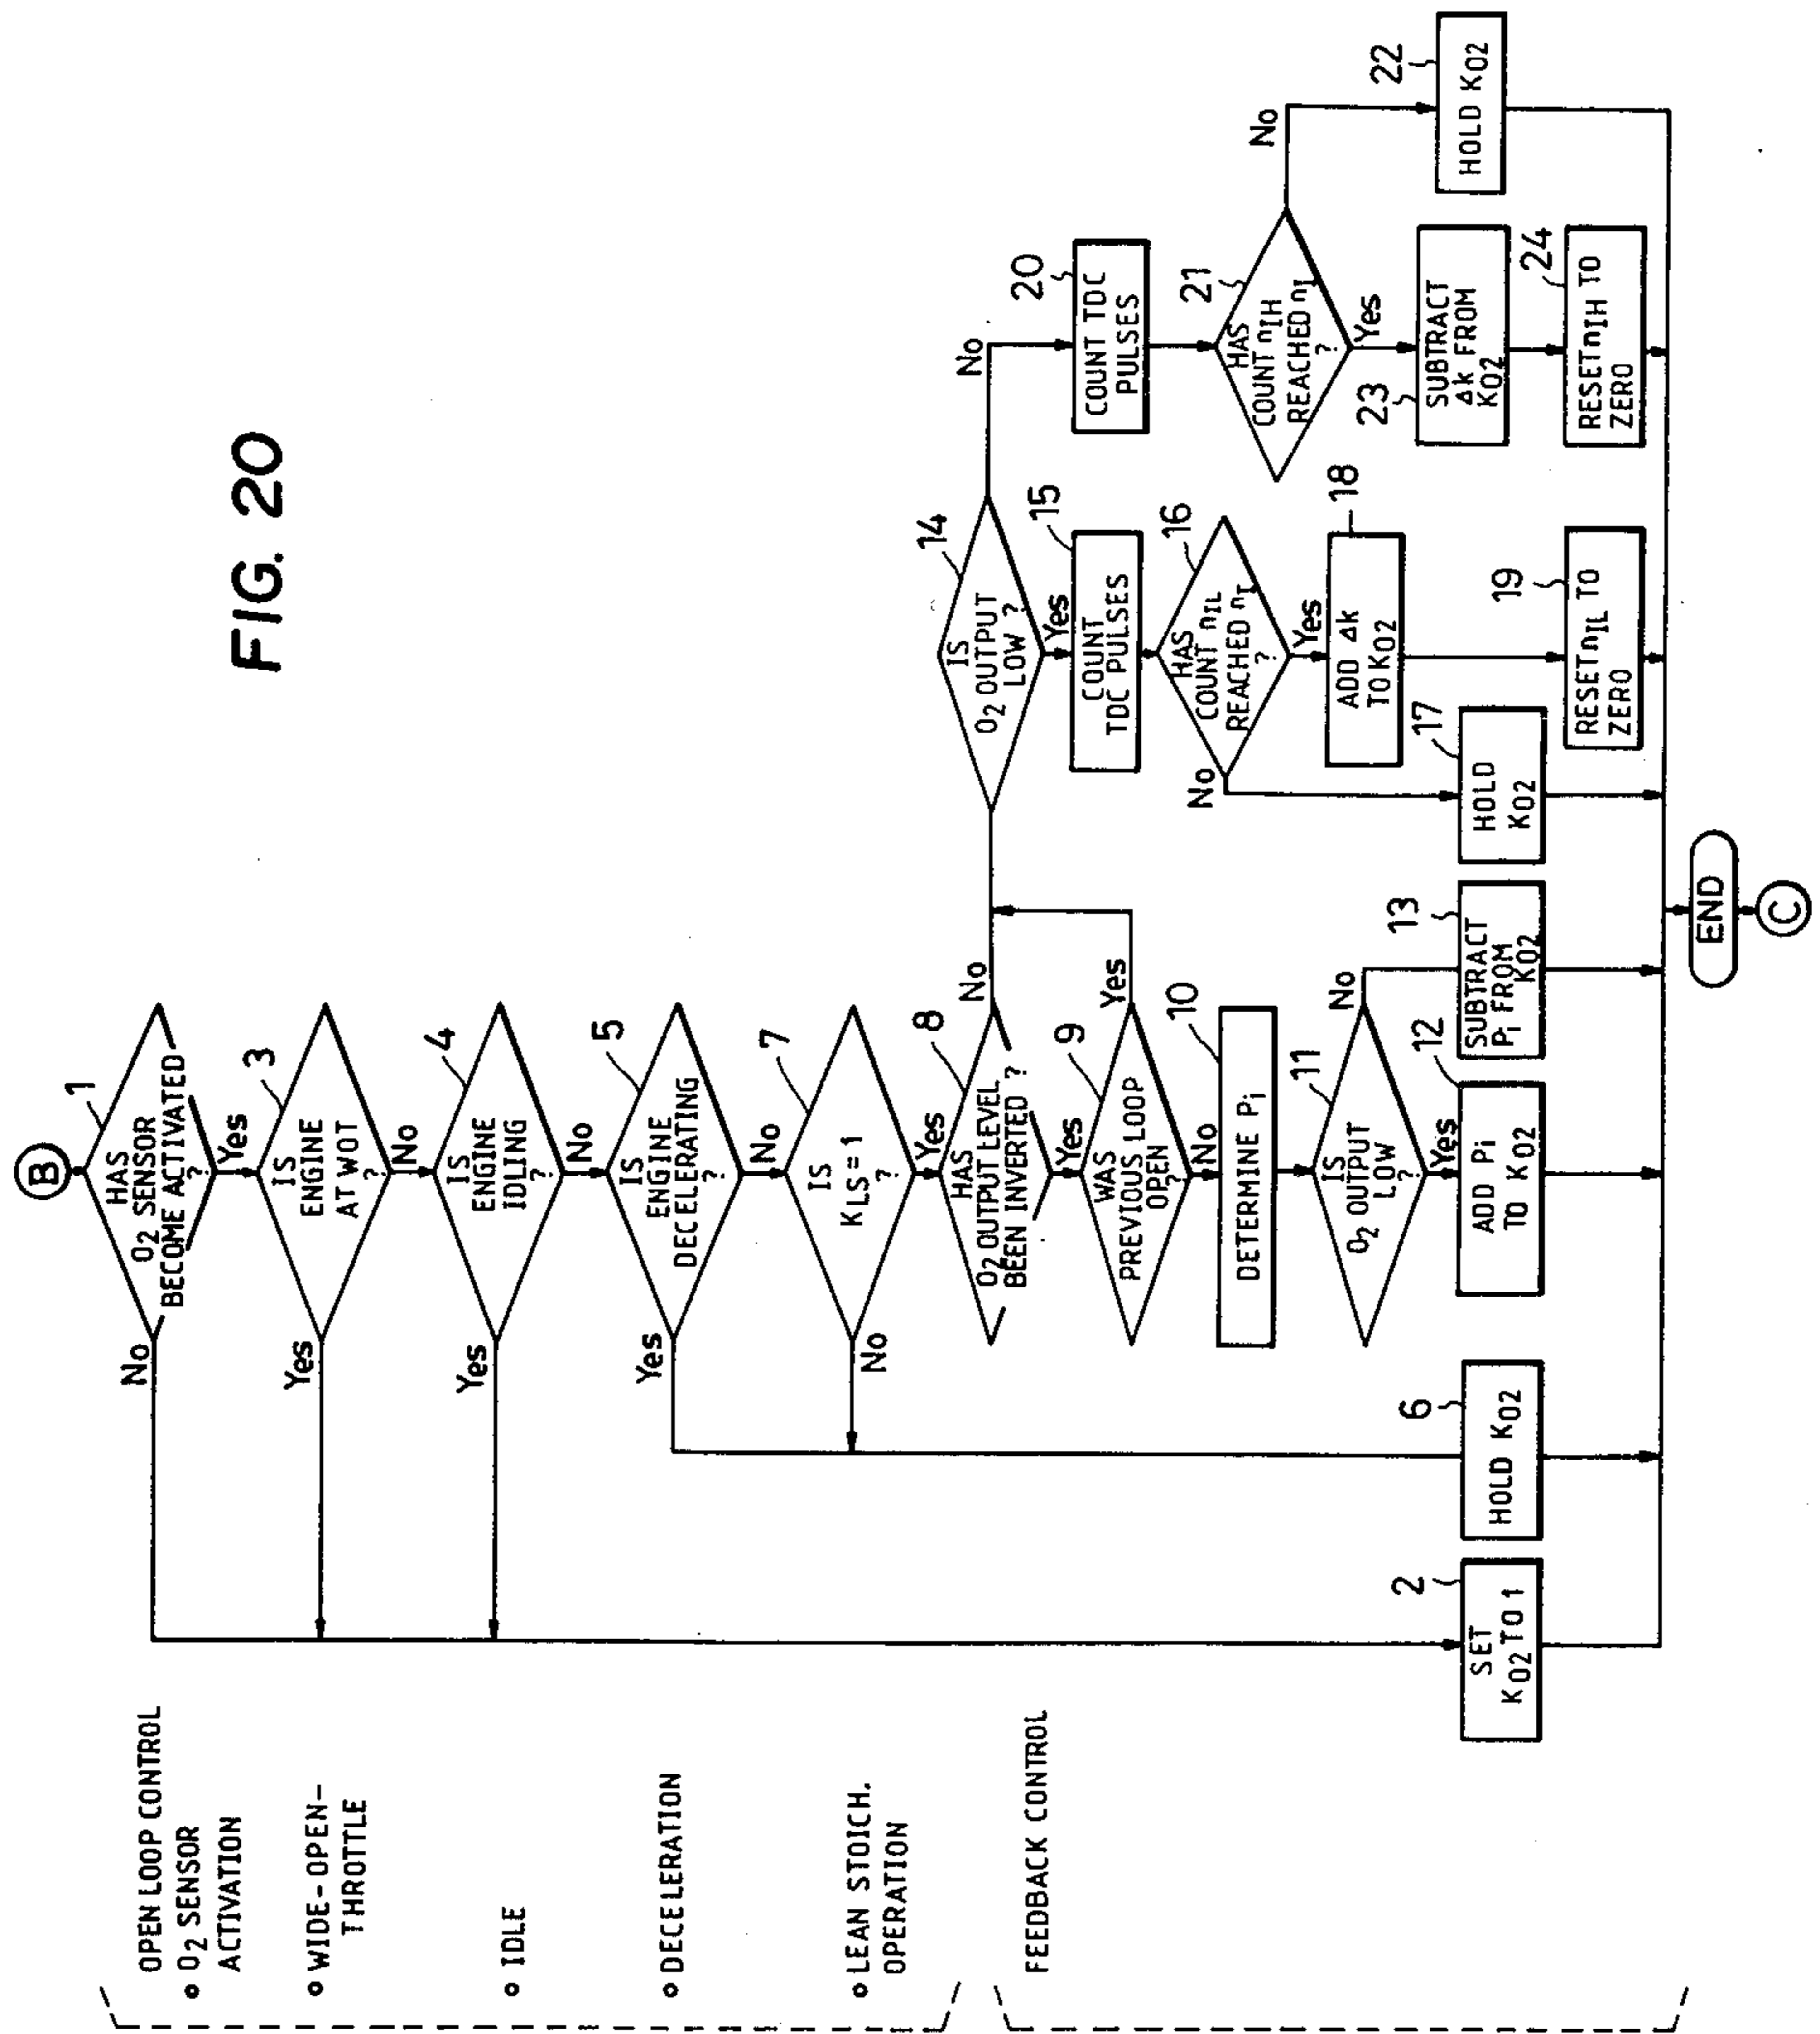 FIG. 20
OPEN LOOP CONTROL
• O2 SENSOR
ACTIVATION
• WIDE-OPEN-
THROTTLE
• IDLE
• DECELERATION
• LEAN STOICH.
OPERATION
FEEDBACK CONTROL
B
1
HAS
O2 SENSOR
BECOME ACTIVATED
?
No
Yes
3
IS
ENGINE
AT WOT
?
Yes
No
4
IS
ENGINE
IDLING
?
Yes
No
5
IS
ENGINE
DECELERATING
?
Yes
No
7
IS
KLS = 1
?
No
Yes
8
HAS
O2 OUTPUT LEVEL
BEEN INVERTED ?
No
Yes
9
WAS
PREVIOUS LOOP
OPEN
?
Yes
No
10
DETERMINE Pi
11
IS
O2 OUTPUT
LOW
?
No
Yes
2
SET
KO2 TO 1
6
HOLD KO2
12
ADD Pi
TO KO2
13
SUBTRACT
Pi FROM
KO2
14
IS
O2 OUTPUT
LOW ?
No
Yes
15
COUNT
TDC PULSES
16
HAS
COUNT nIL
REACHED nI
?
No
Yes
17
HOLD
KO2
18
ADD Δk
TO KO2
19
RESET nIL TO
ZERO
20
COUNT TDC
PULSES
21
HAS
COUNT nIH
REACHED nI
?
No
Yes
22
HOLD KO2
23
SUBTRACT
Δk FROM
KO2
24
RESET nIH TO
ZERO
END
C